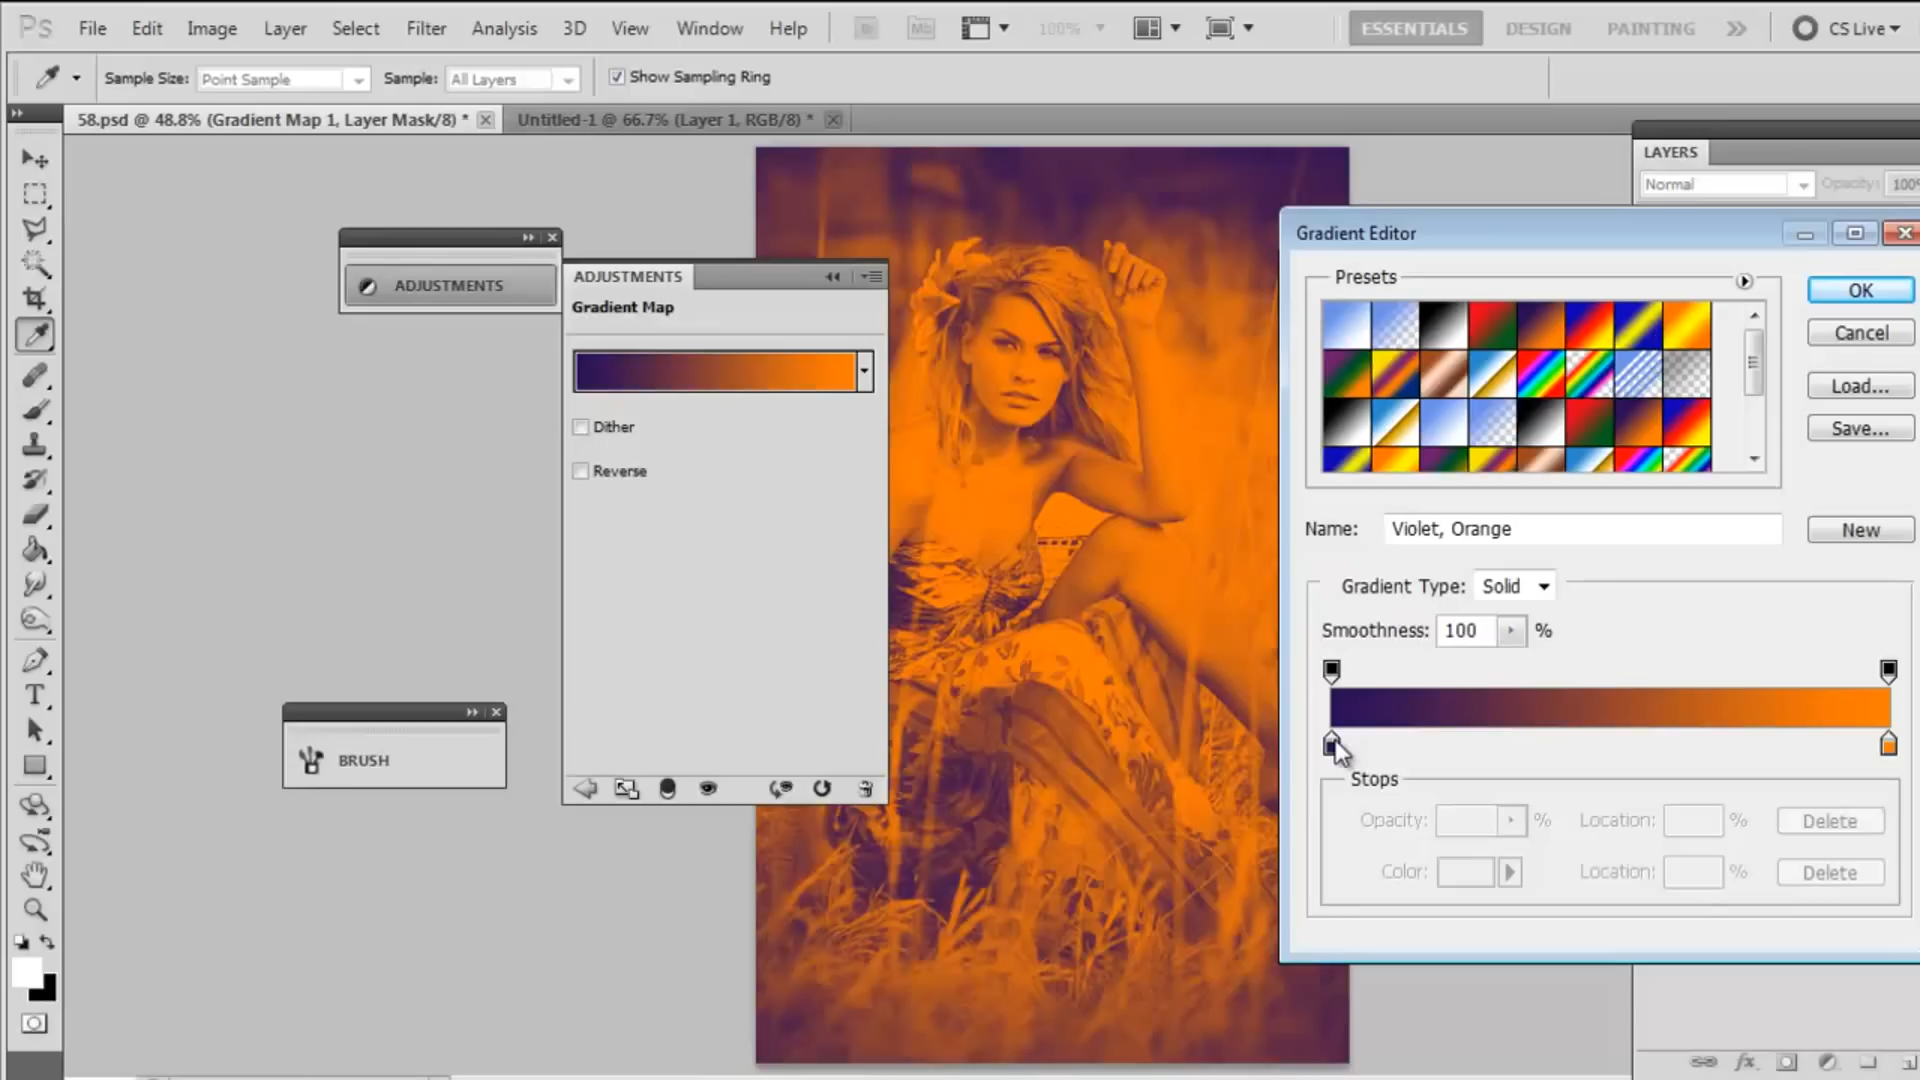 Ps File Edit Image Layer Select Filter Analysis 3D View Window Help Br Mb 100% ESSENTIALS DESIGN PAINTING CS Live
Sample Size: Point Sample Sample: All Layers Show Sampling Ring
58.psd @ 48.8% (Gradient Map 1, Layer Mask/8) * Untitled-1 @ 66.7% (Layer 1, RGB/8) *
LAYERS
Normal Opacity: 100%
Gradient Editor
ADJUSTMENTS
ADJUSTMENTS
Gradient Map
Dither
Reverse
BRUSH
Presets
OK
Cancel
Load...
Save...
Name: Violet, Orange New
Gradient Type: Solid
Smoothness: 100 %
Stops
Opacity: % Location: % Delete
Color: Location: % Delete
T
fx